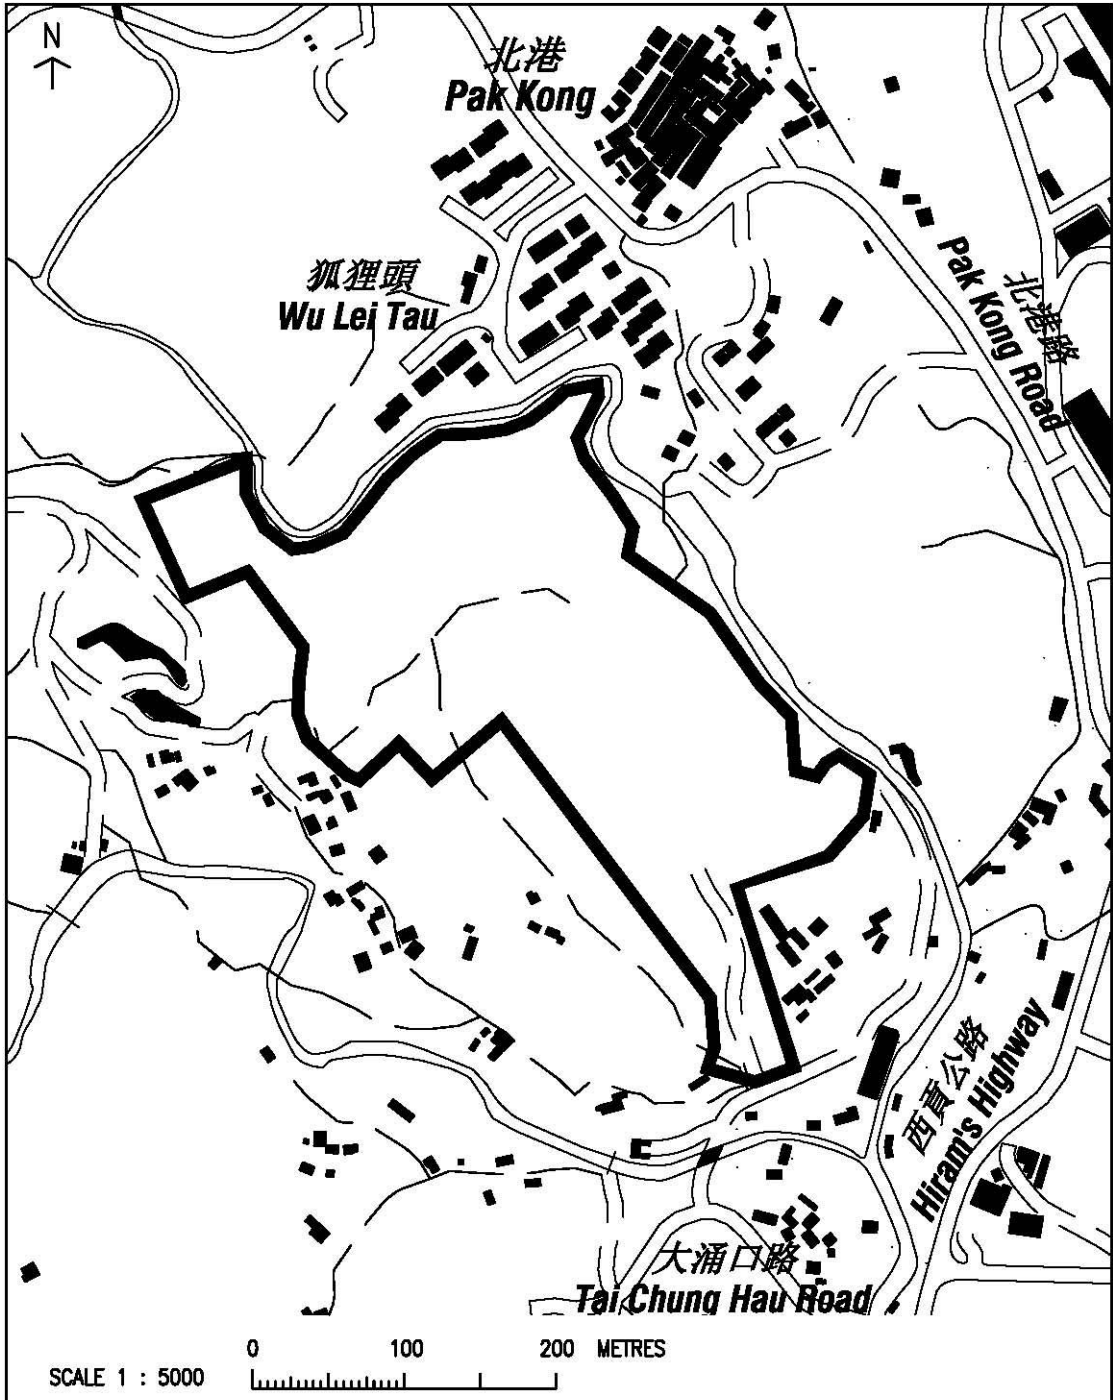 N
北港
Pak Kong
狐狸頭
Wu Lei Tau
北港路
Pak Kong Road
西貢公路
Hiram's Highway
大涌口路
Tai Chung Hau Road
0 100 200 METRES
SCALE 1 : 5000